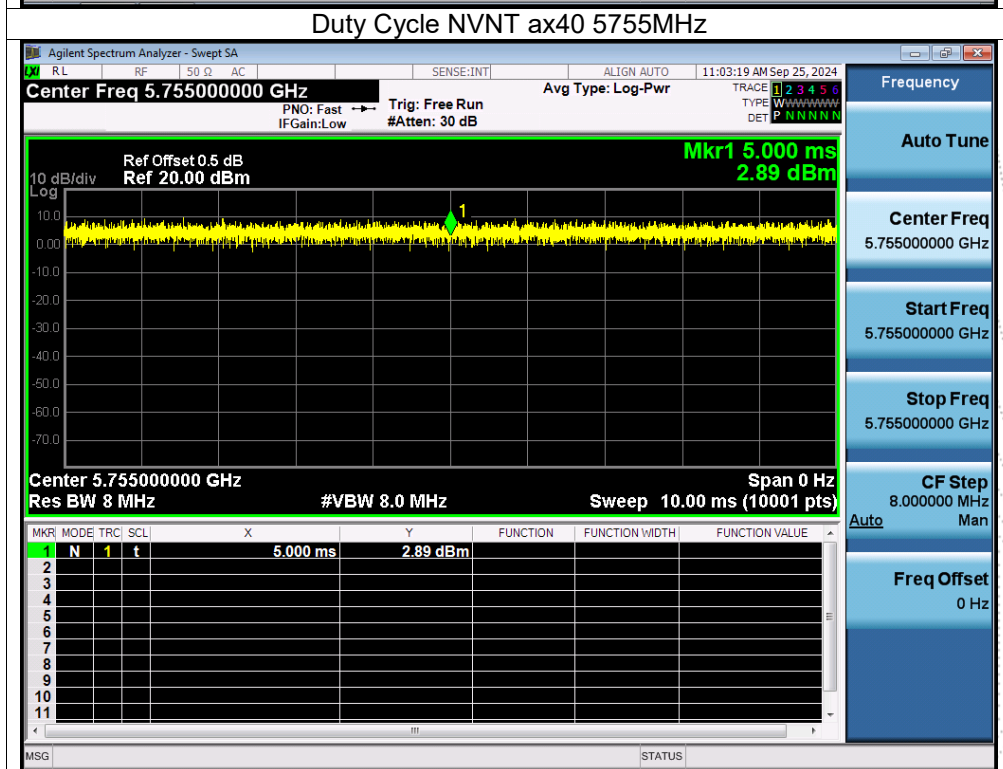 Duty Cycle NVNT ax40 5755MHz
Agilent Spectrum Analyzer - Swept SA
LXI RL RF 50 Ω AC SENSE:INT ALIGN AUTO 11:03:19 AM Sep 25, 2024
Center Freq 5.755000000 GHz
PNO: Fast
IFGain:Low
Trig: Free Run
#Atten: 30 dB
Avg Type: Log-Pwr
TRACE 1 2 3 4 5 6
TYPE WWWWWWW
DET P N N N N N
Mkr1 5.000 ms
2.89 dBm
Ref Offset 0.5 dB
10 dB/div Ref 20.00 dBm
Log
1
10.0
0.00
-10.0
-20.0
-30.0
-40.0
-50.0
-60.0
-70.0
Center 5.755000000 GHz Span 0 Hz
Res BW 8 MHz #VBW 8.0 MHz Sweep 10.00 ms (10001 pts)
MKR MODE TRC SCL X Y FUNCTION FUNCTION WIDTH FUNCTION VALUE
1 N 1 t 5.000 ms 2.89 dBm
2
3
4
5
6
7
8
9
10
11
MSG STATUS
Frequency
Auto Tune
Center Freq
5.755000000 GHz
Start Freq
5.755000000 GHz
Stop Freq
5.755000000 GHz
CF Step
8.000000 MHz
Auto Man
Freq Offset
0 Hz